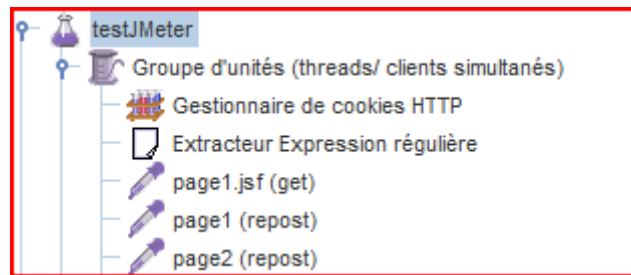 testJMeter
Groupe d'unités (threads/ clients simultanés)
Gestionnaire de cookies HTTP
Extracteur Expression régulière
page1.jsf (get)
page1 (repost)
page2 (repost)